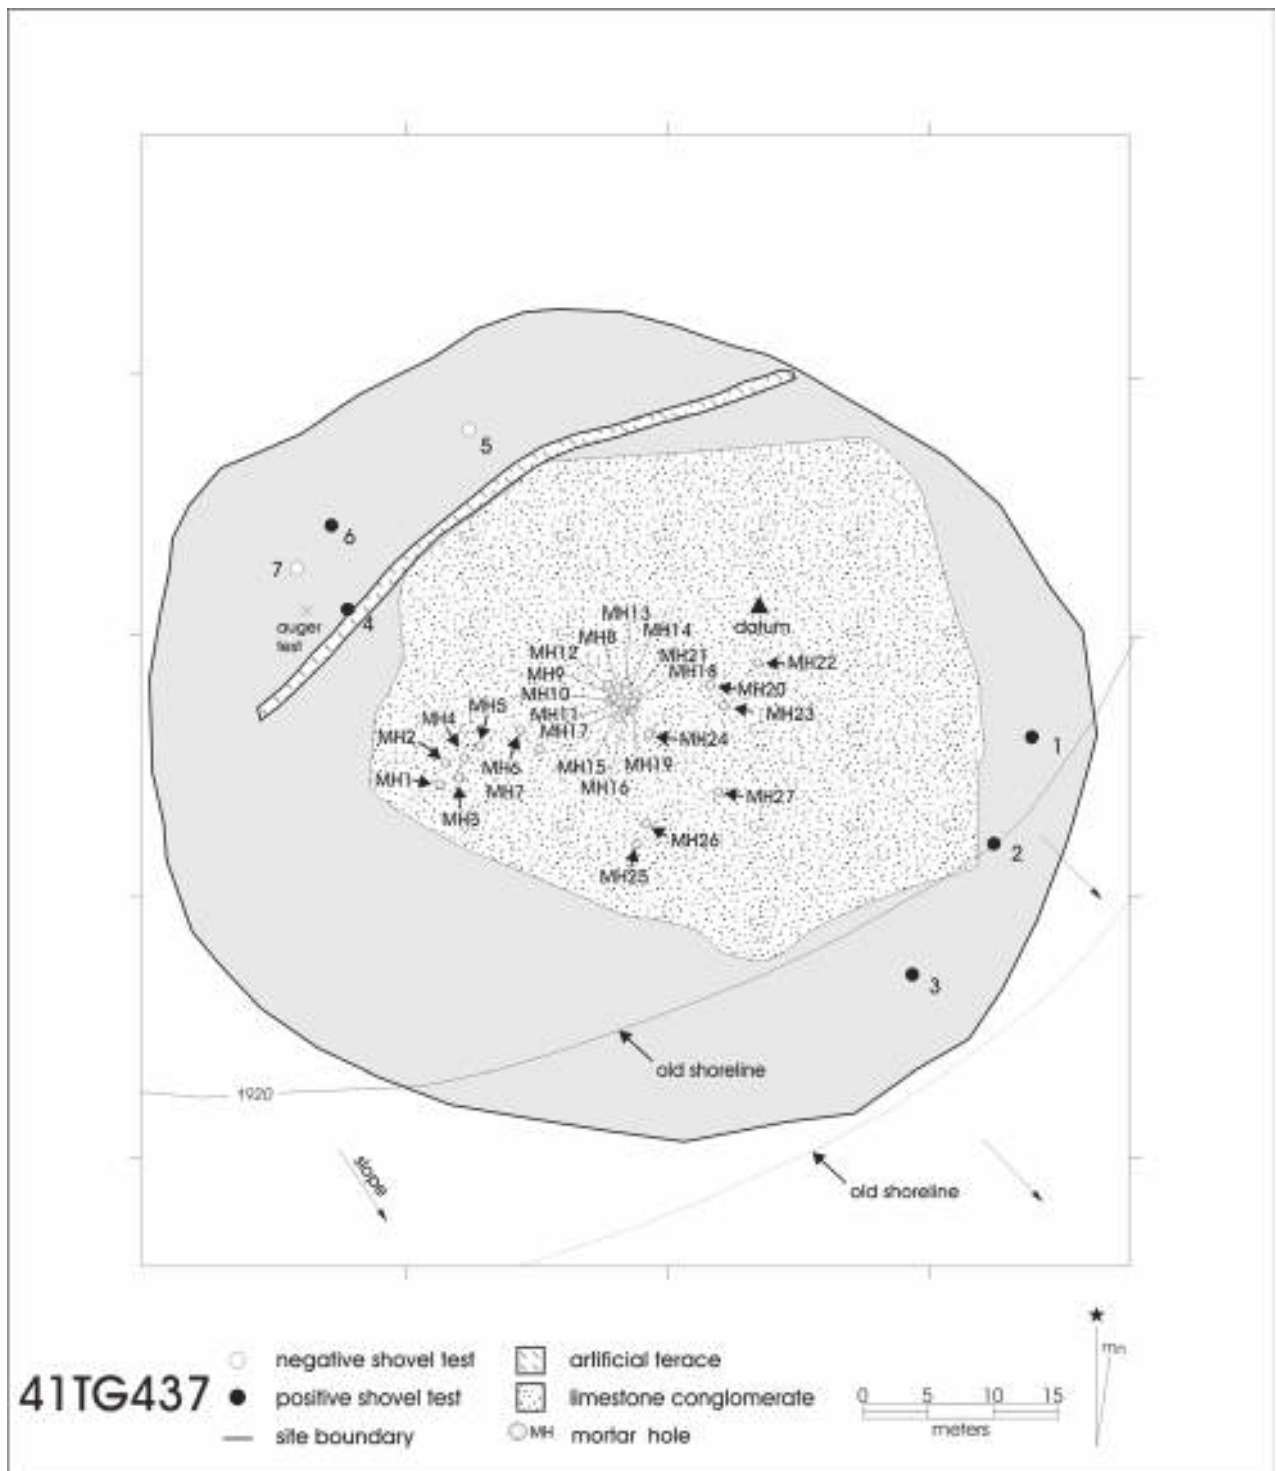 5
6
7
4
auger
test
MH13
MH8
MH14
datum
MH12
MH21
MH9
MH18
MH22
MH10
MH20
MH11
MH23
MH5
MH4
MH17
MH2
MH24
MH6
MH15
MH19
MH1
MH7
MH16
MH27
MH3
MH26
MH25
1
2
3
old shoreline
1920
slope
old shoreline
mn
negative shovel test
artificial terace
41TG437
positive shovel test
limestone conglomerate
0 5 10 15
meters
site boundary
MH mortar hole